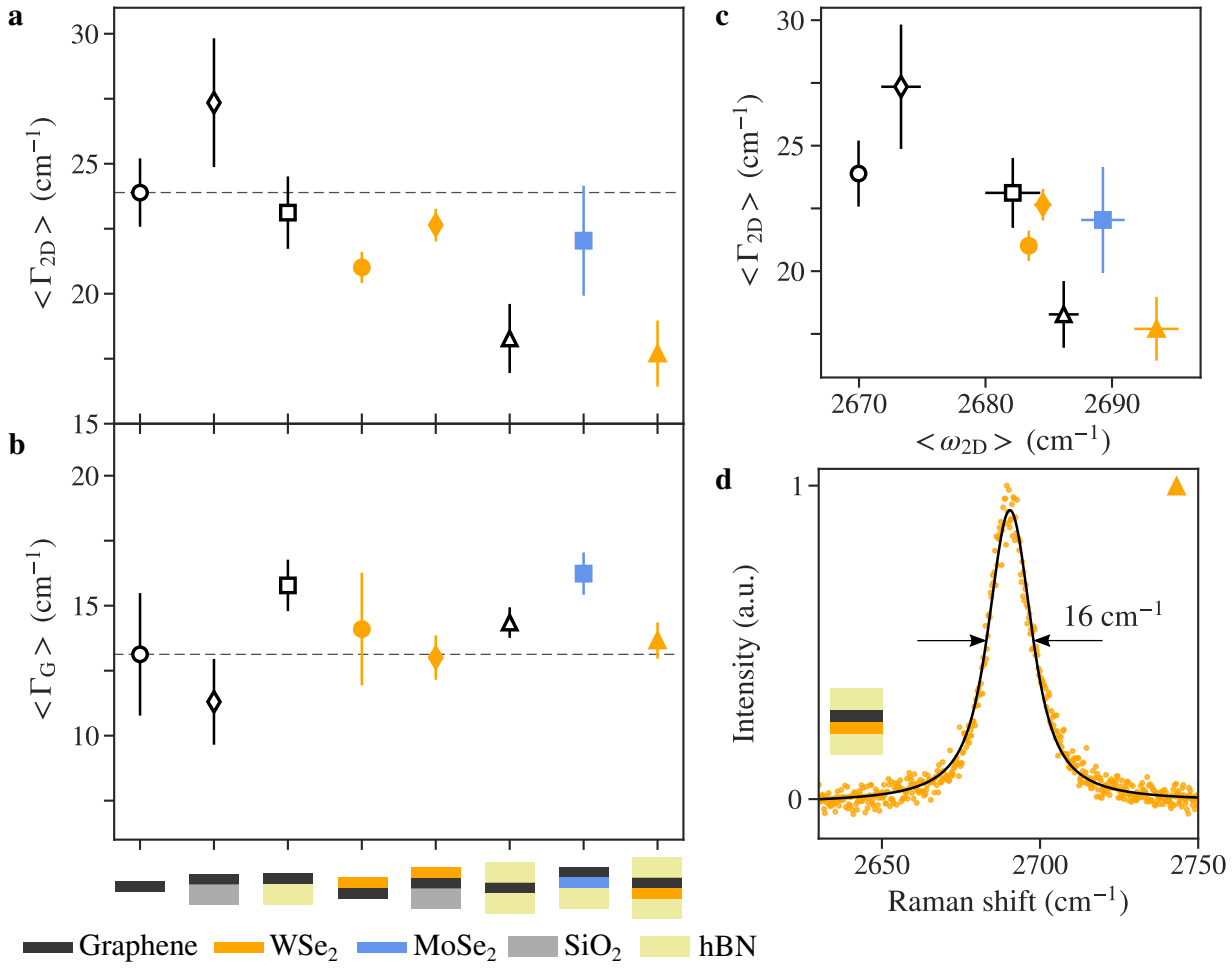 a
30
25
20
15
<Γ2D> (cm⁻¹)
b
20
15
10
<ΓG> (cm⁻¹)
Graphene WSe₂ MoSe₂ SiO₂ hBN
c
30
25
20
<Γ2D> (cm⁻¹)
2670 2680 2690
<ω2D> (cm⁻¹)
d
1
0
Intensity (a.u.)
16 cm⁻¹
2650 2700 2750
Raman shift (cm⁻¹)